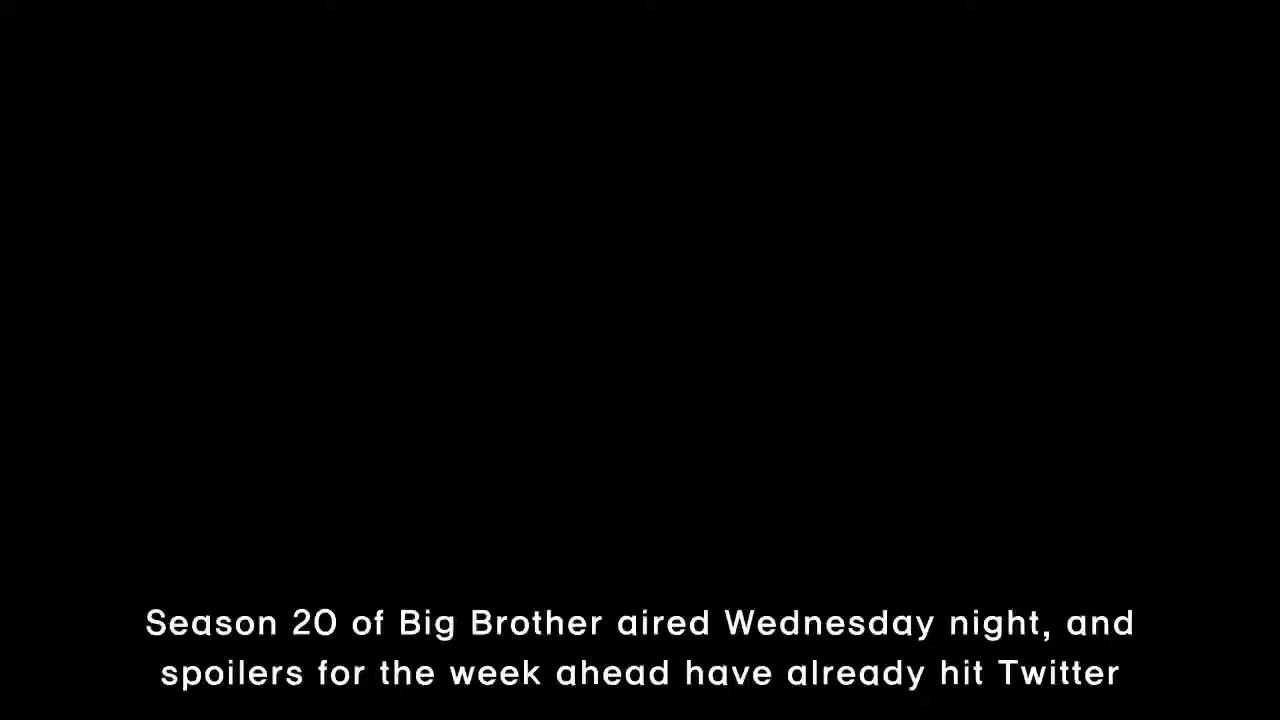 Season 20 of Big Brother aired Wednesday night, and
spoilers for the week ahead have already hit Twitter